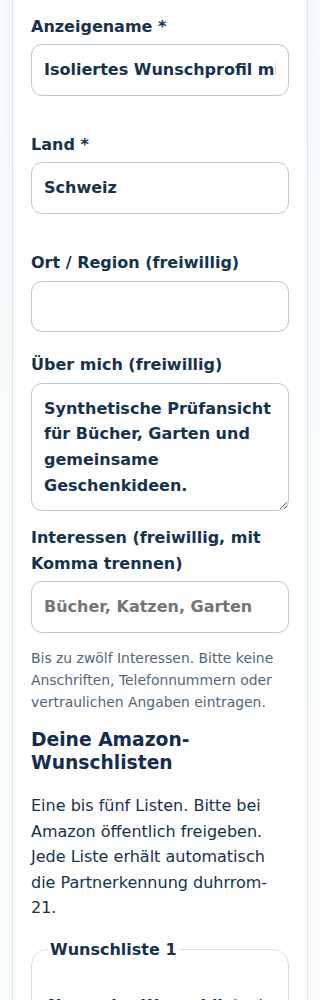 Anzeigename *
Isoliertes Wunschprofil
Land *
Schweiz
Ort / Region (freiwillig)
Über mich (freiwillig)
Synthetische Prüfansicht
für Bücher, Garten und
gemeinsame
Geschenkideen.
Interessen (freiwillig, mit
Komma trennen)
Bücher, Katzen, Garten
Bis zu zwölf Interessen. Bitte keine
Anschriften, Telefonnummern oder
vertraulichen Angaben eintragen.
Deine Amazon-
Wunschlisten
Eine bis fünf Listen. Bitte bei
Amazon öffentlich freigeben.
Jede Liste erhält automatisch
die Partnerkennung duhrrom-
21.
Wunschliste 1